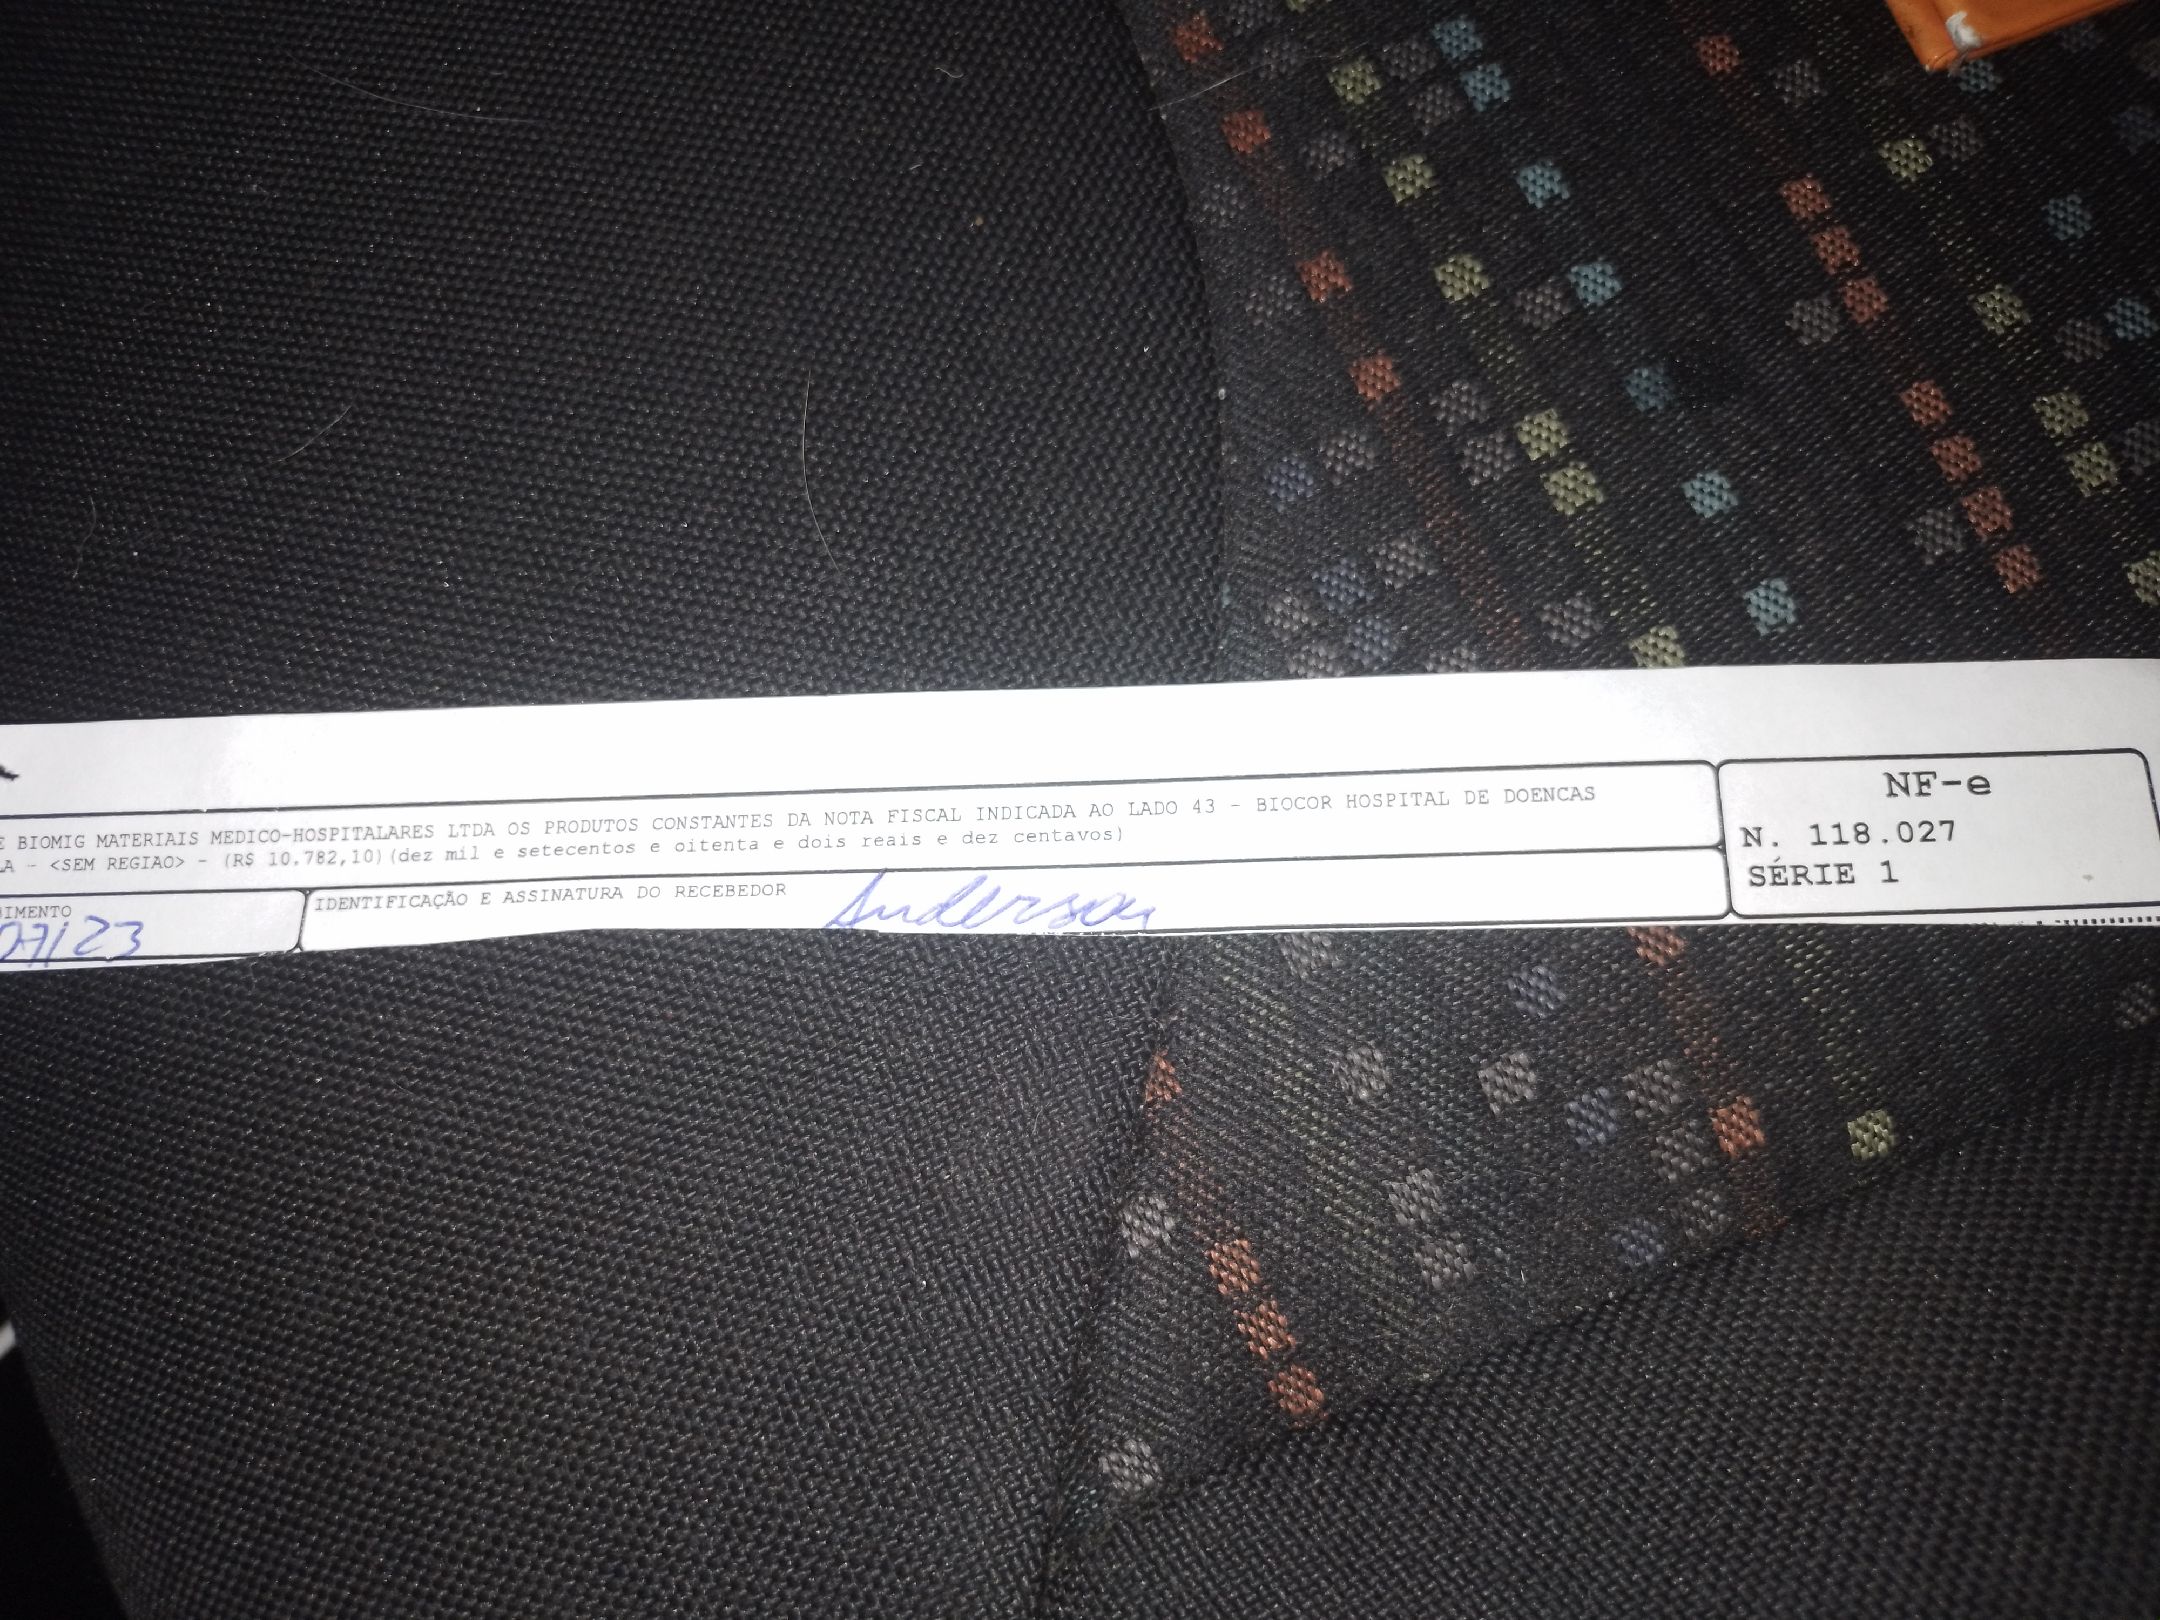 E BIOMIG MATERIAIS MEDICO-HOSPITALARES LTDA OS PRODUTOS CONSTANTES DA NOTA FISCAL INDICADA AO LADO 43 - BIOCOR HOSPITAL DE DOENCAS
LA - <SEM REGIAO> - (R$ 10.782,10)(dez mil e setecentos e oitenta e dois reais e dez centavos)
NF-e
N. 118.027
SÉRIE 1
IMENTO
07/23
IDENTIFICAÇÃO E ASSINATURA DO RECEBEDOR
Anderson